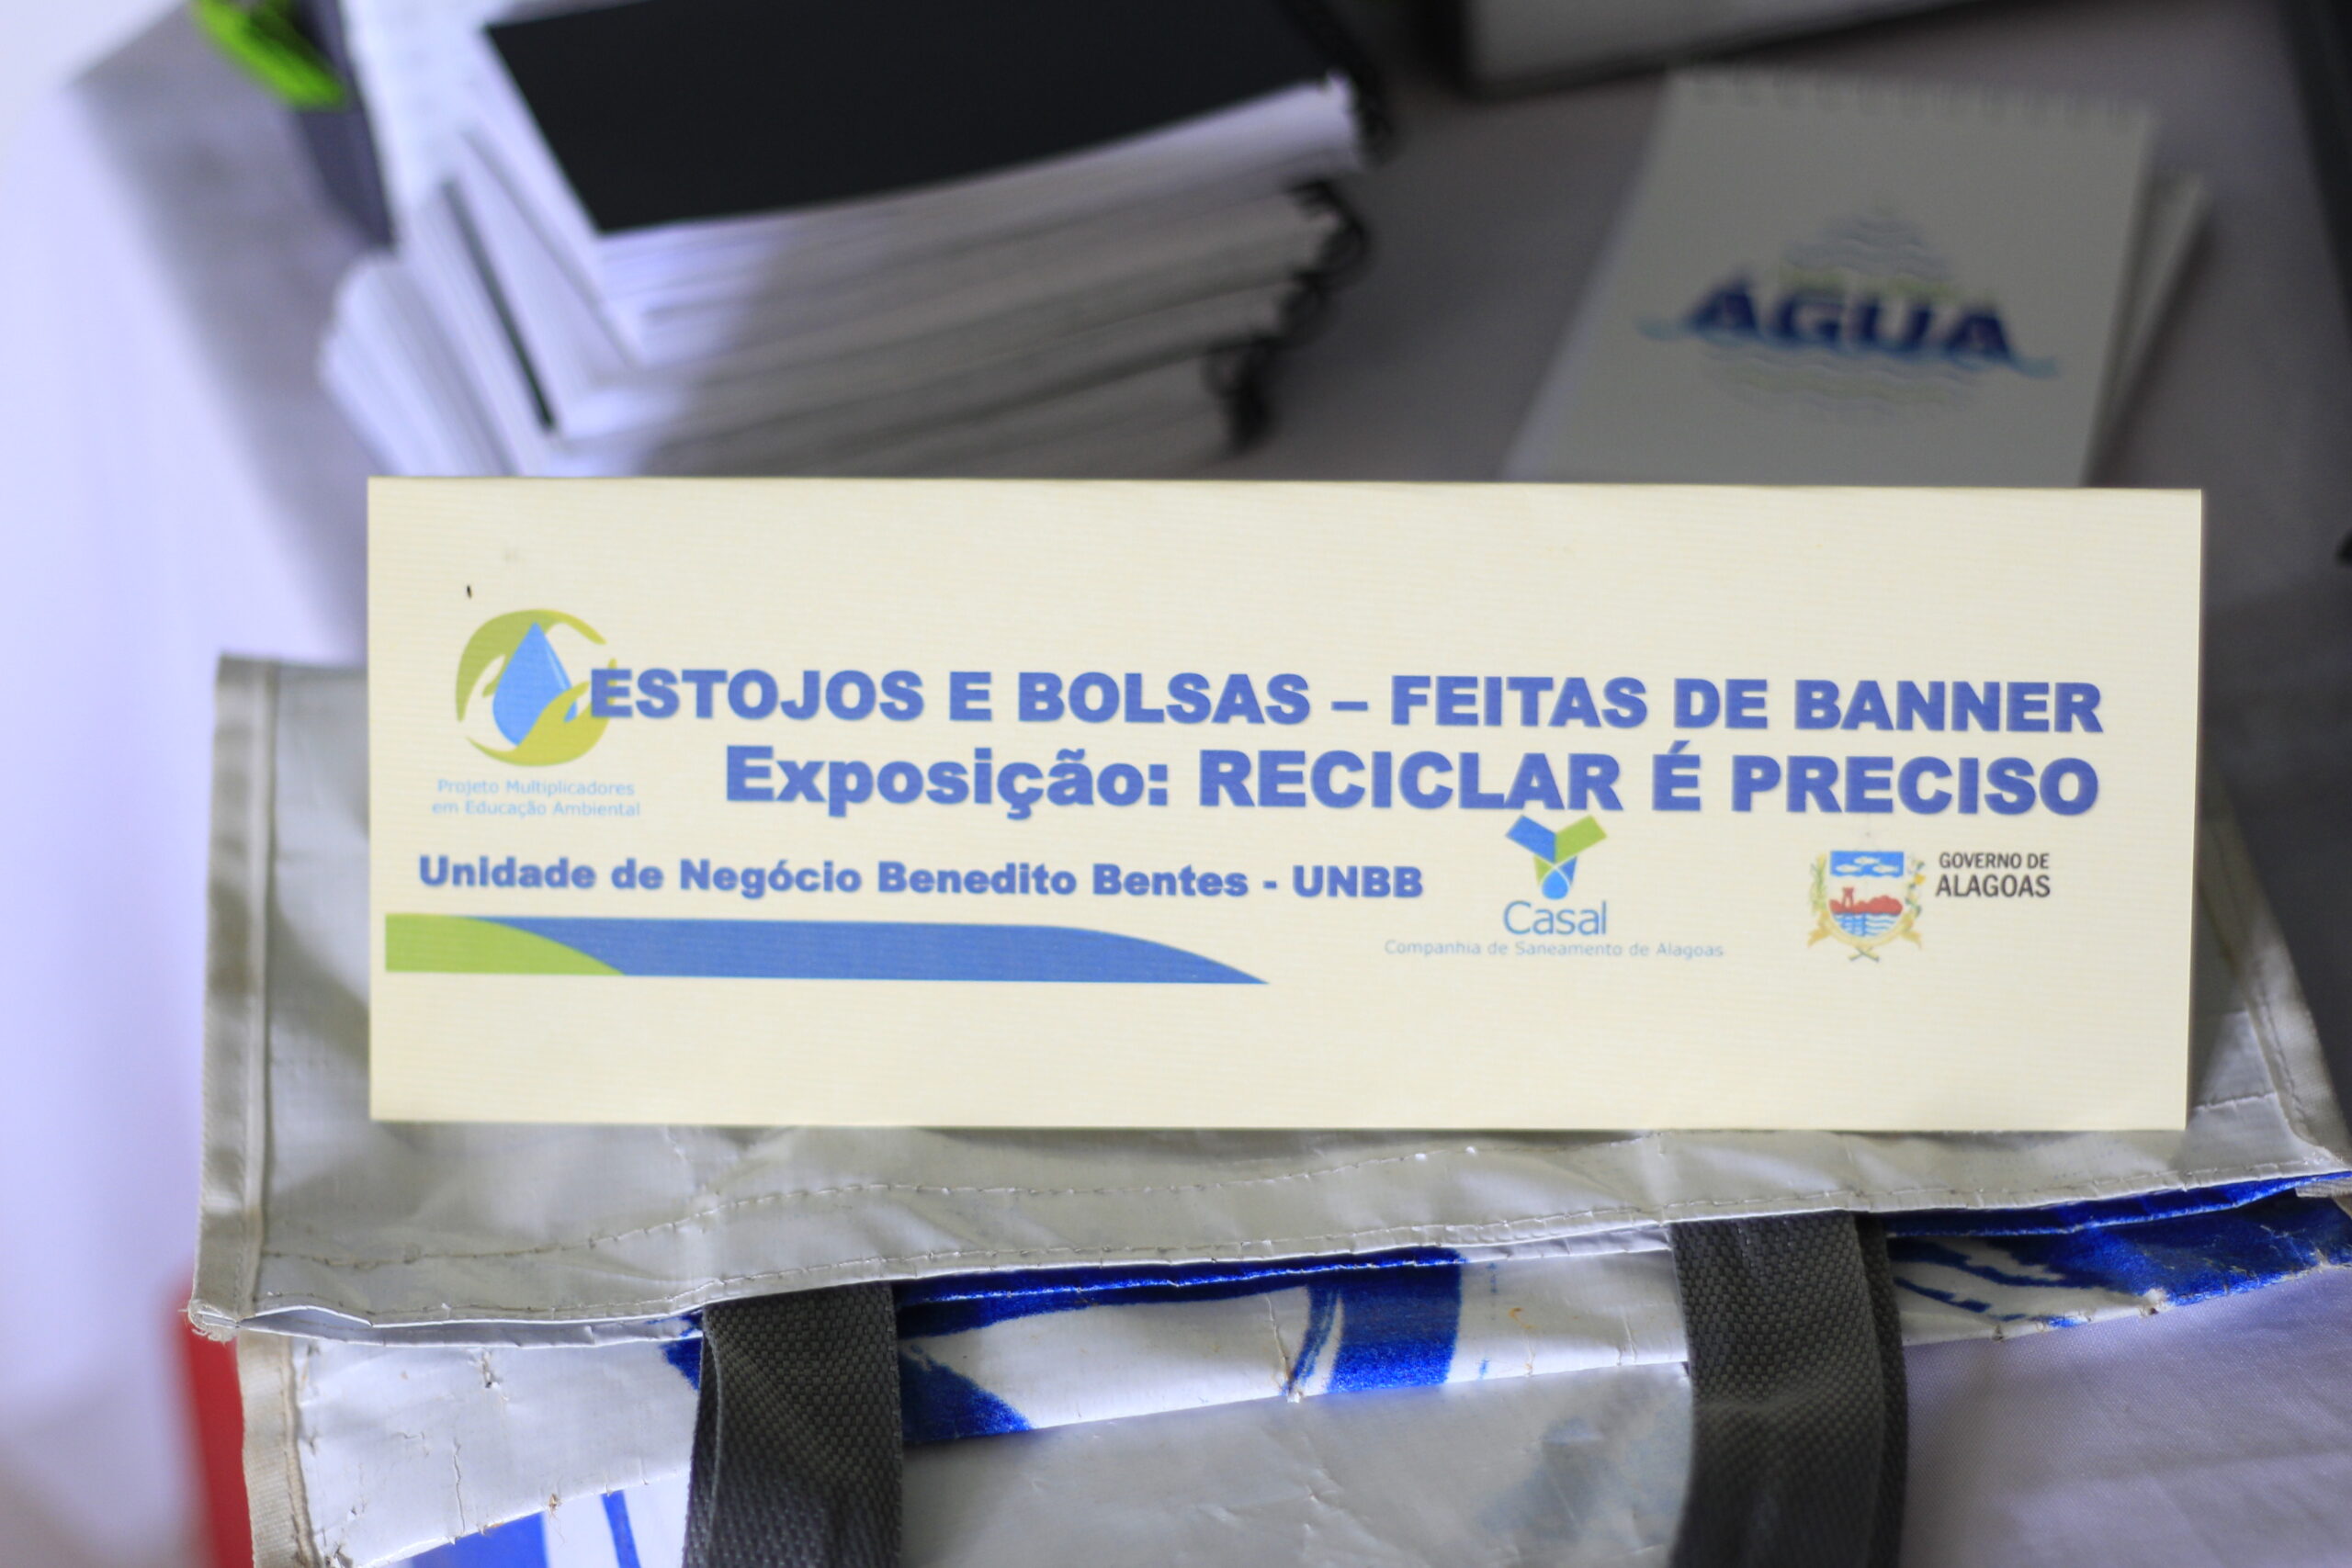 ÁGUA
ESTOJOS E BOLSAS – FEITAS DE BANNER
Exposição: RECICLAR É PRECISO
Projeto Multiplicadores
em Educação Ambiental
Unidade de Negócio Benedito Bentes - UNBB
Casal
Companhia de Saneamento de Alagoas
GOVERNO DE
ALAGOAS